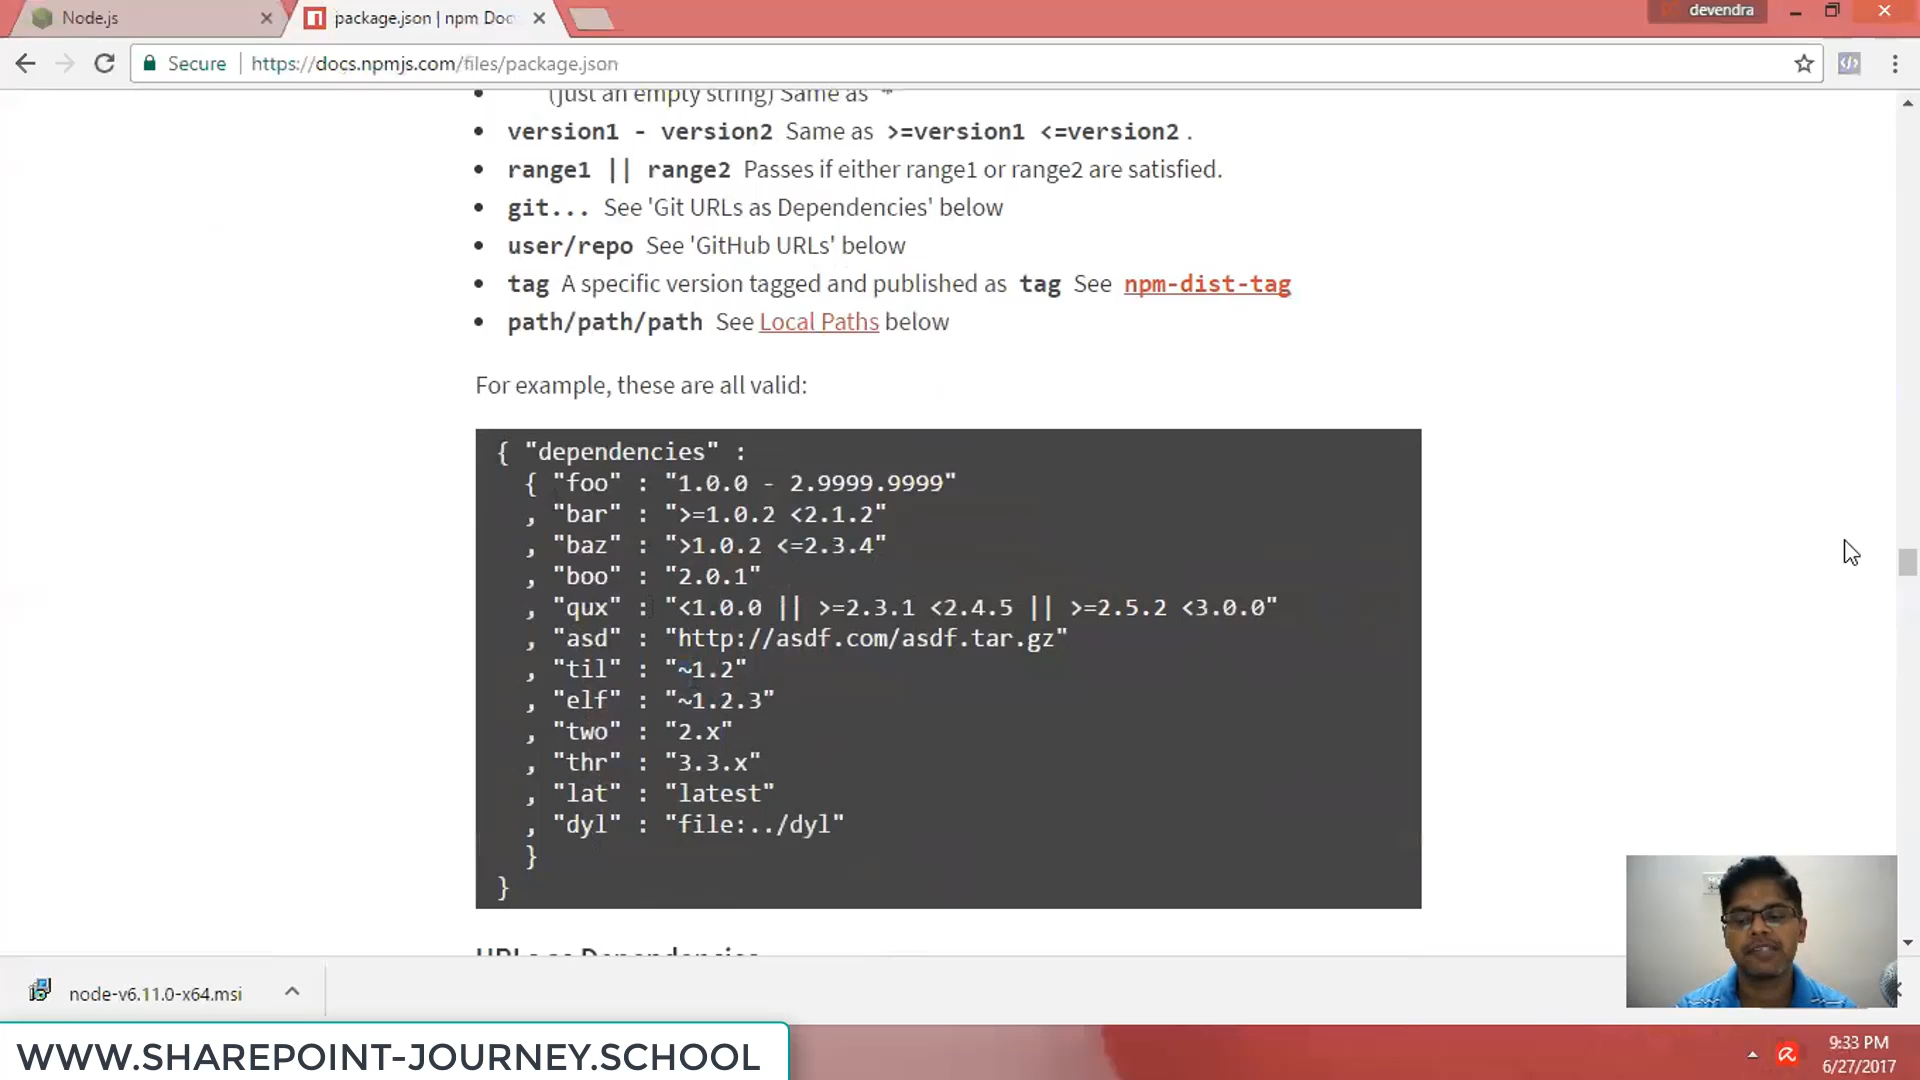 Node.js
package.json | npm Doc
devendra
Secure
https://docs.npmjs.com/files/package.json
(just an empty string) Same as *
version1 - version2 Same as >=version1 <=version2 .
range1 || range2 Passes if either range1 or range2 are satisfied.
git... See 'Git URLs as Dependencies' below
user/repo See 'GitHub URLs' below
tag A specific version tagged and published as tag See npm-dist-tag
path/path/path See Local Paths below
For example, these are all valid:
{ "dependencies" :
{ "foo" : "1.0.0 - 2.9999.9999"
, "bar" : ">=1.0.2 <2.1.2"
, "baz" : ">1.0.2 <=2.3.4"
, "boo" : "2.0.1"
, "qux" : "<1.0.0 || >=2.3.1 <2.4.5 || >=2.5.2 <3.0.0"
, "asd" : "http://asdf.com/asdf.tar.gz"
, "til" : "~1.2"
, "elf" : "~1.2.3"
, "two" : "2.x"
, "thr" : "3.3.x"
, "lat" : "latest"
, "dyl" : "file:../dyl"
}
}
URLs as Dependencies
node-v6.11.0-x64.msi
WWW.SHAREPOINT-JOURNEY.SCHOOL
9:33 PM
6/27/2017